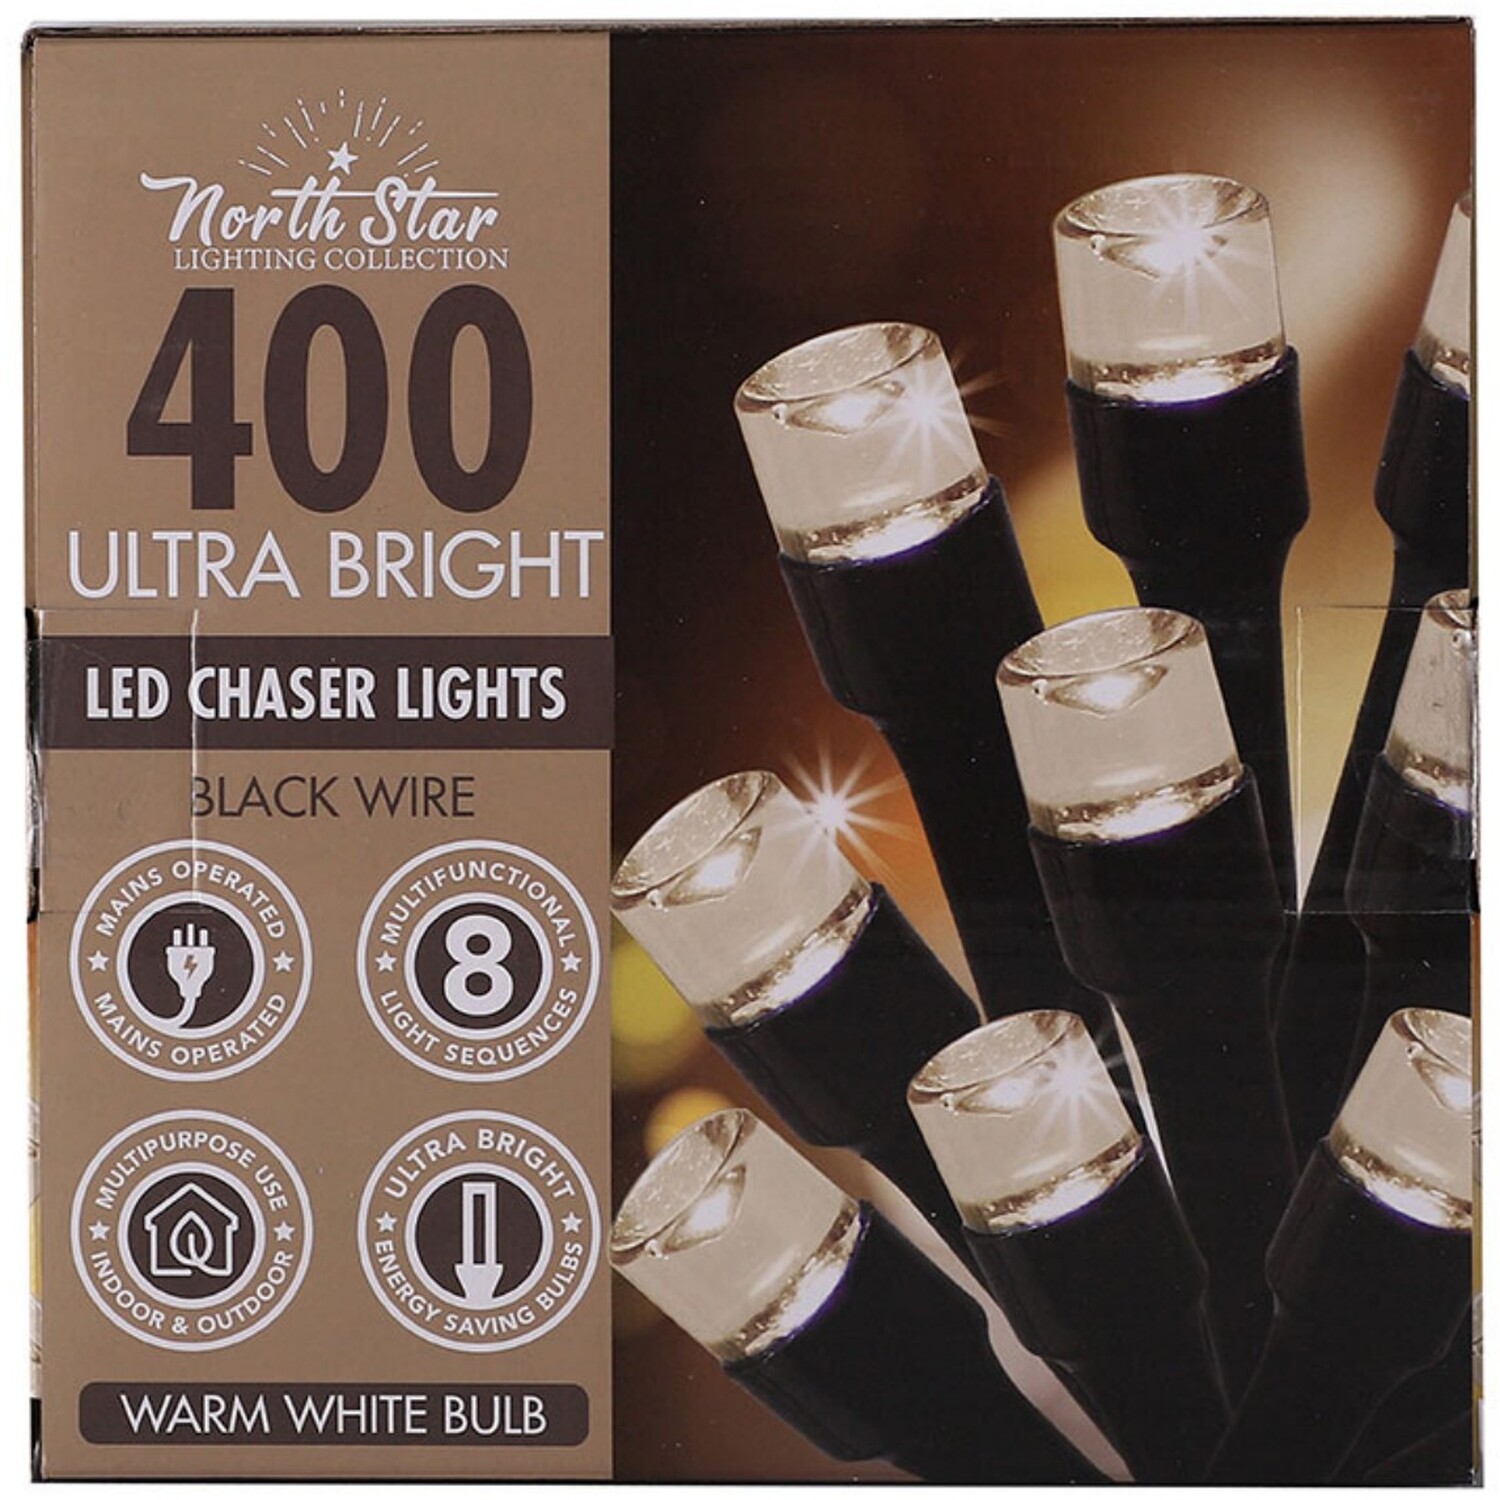 North Star
LIGHTING COLLECTION
400
ULTRA BRIGHT
LED CHASER LIGHTS
BLACK WIRE
MAINS OPERATED
MAINS OPERATED
MULTIFUNCTIONAL
8
LIGHT SEQUENCES
MULTIPURPOSE USE
INDOOR & OUTDOOR
ULTRA BRIGHT
ENERGY SAVING BULBS
WARM WHITE BULB